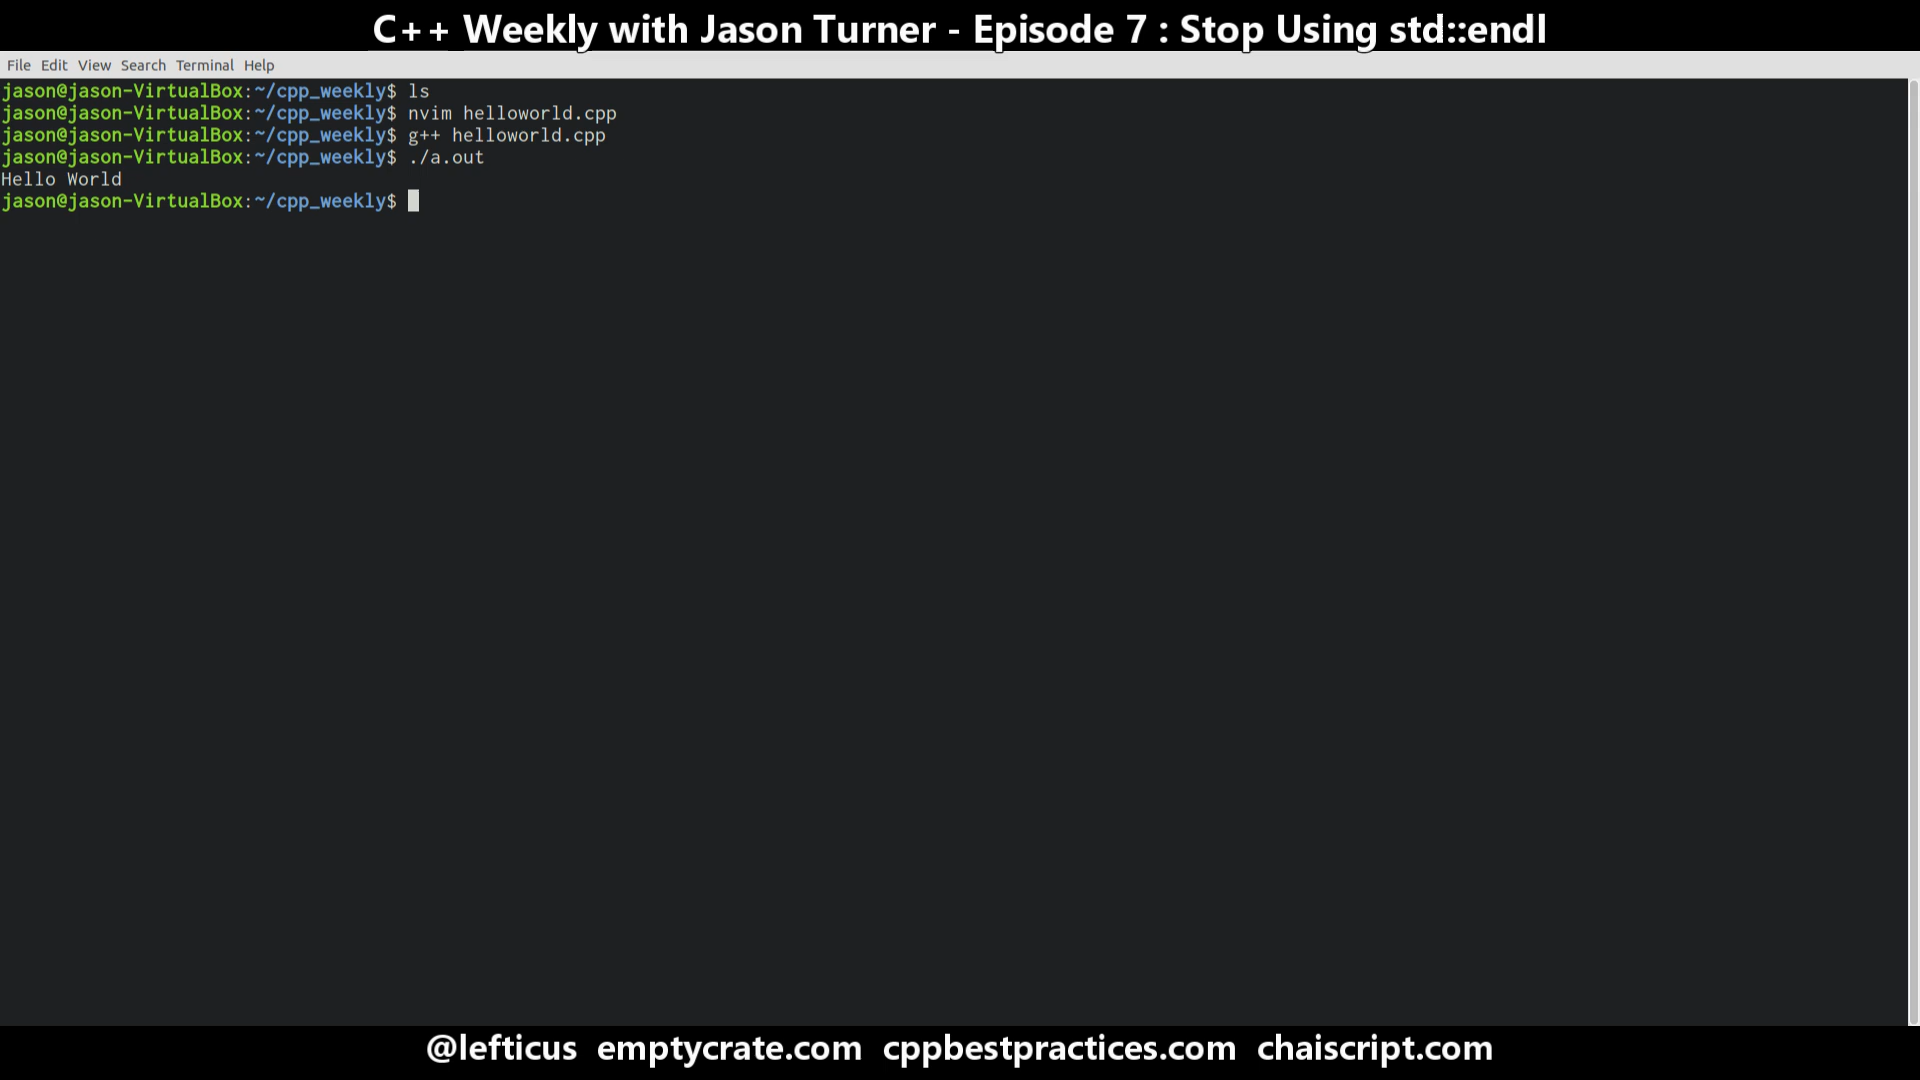 C++ Weekly with Jason Turner - Episode 7 : Stop Using std::endl
File Edit View Search Terminal Help
jason@jason-VirtualBox:~/cpp_weekly$ ls
jason@jason-VirtualBox:~/cpp_weekly$ nvim helloworld.cpp
jason@jason-VirtualBox:~/cpp_weekly$ g++ helloworld.cpp
jason@jason-VirtualBox:~/cpp_weekly$ ./a.out
Hello World
jason@jason-VirtualBox:~/cpp_weekly$
@lefticus emptycrate.com cppbestpractices.com chaiscript.com